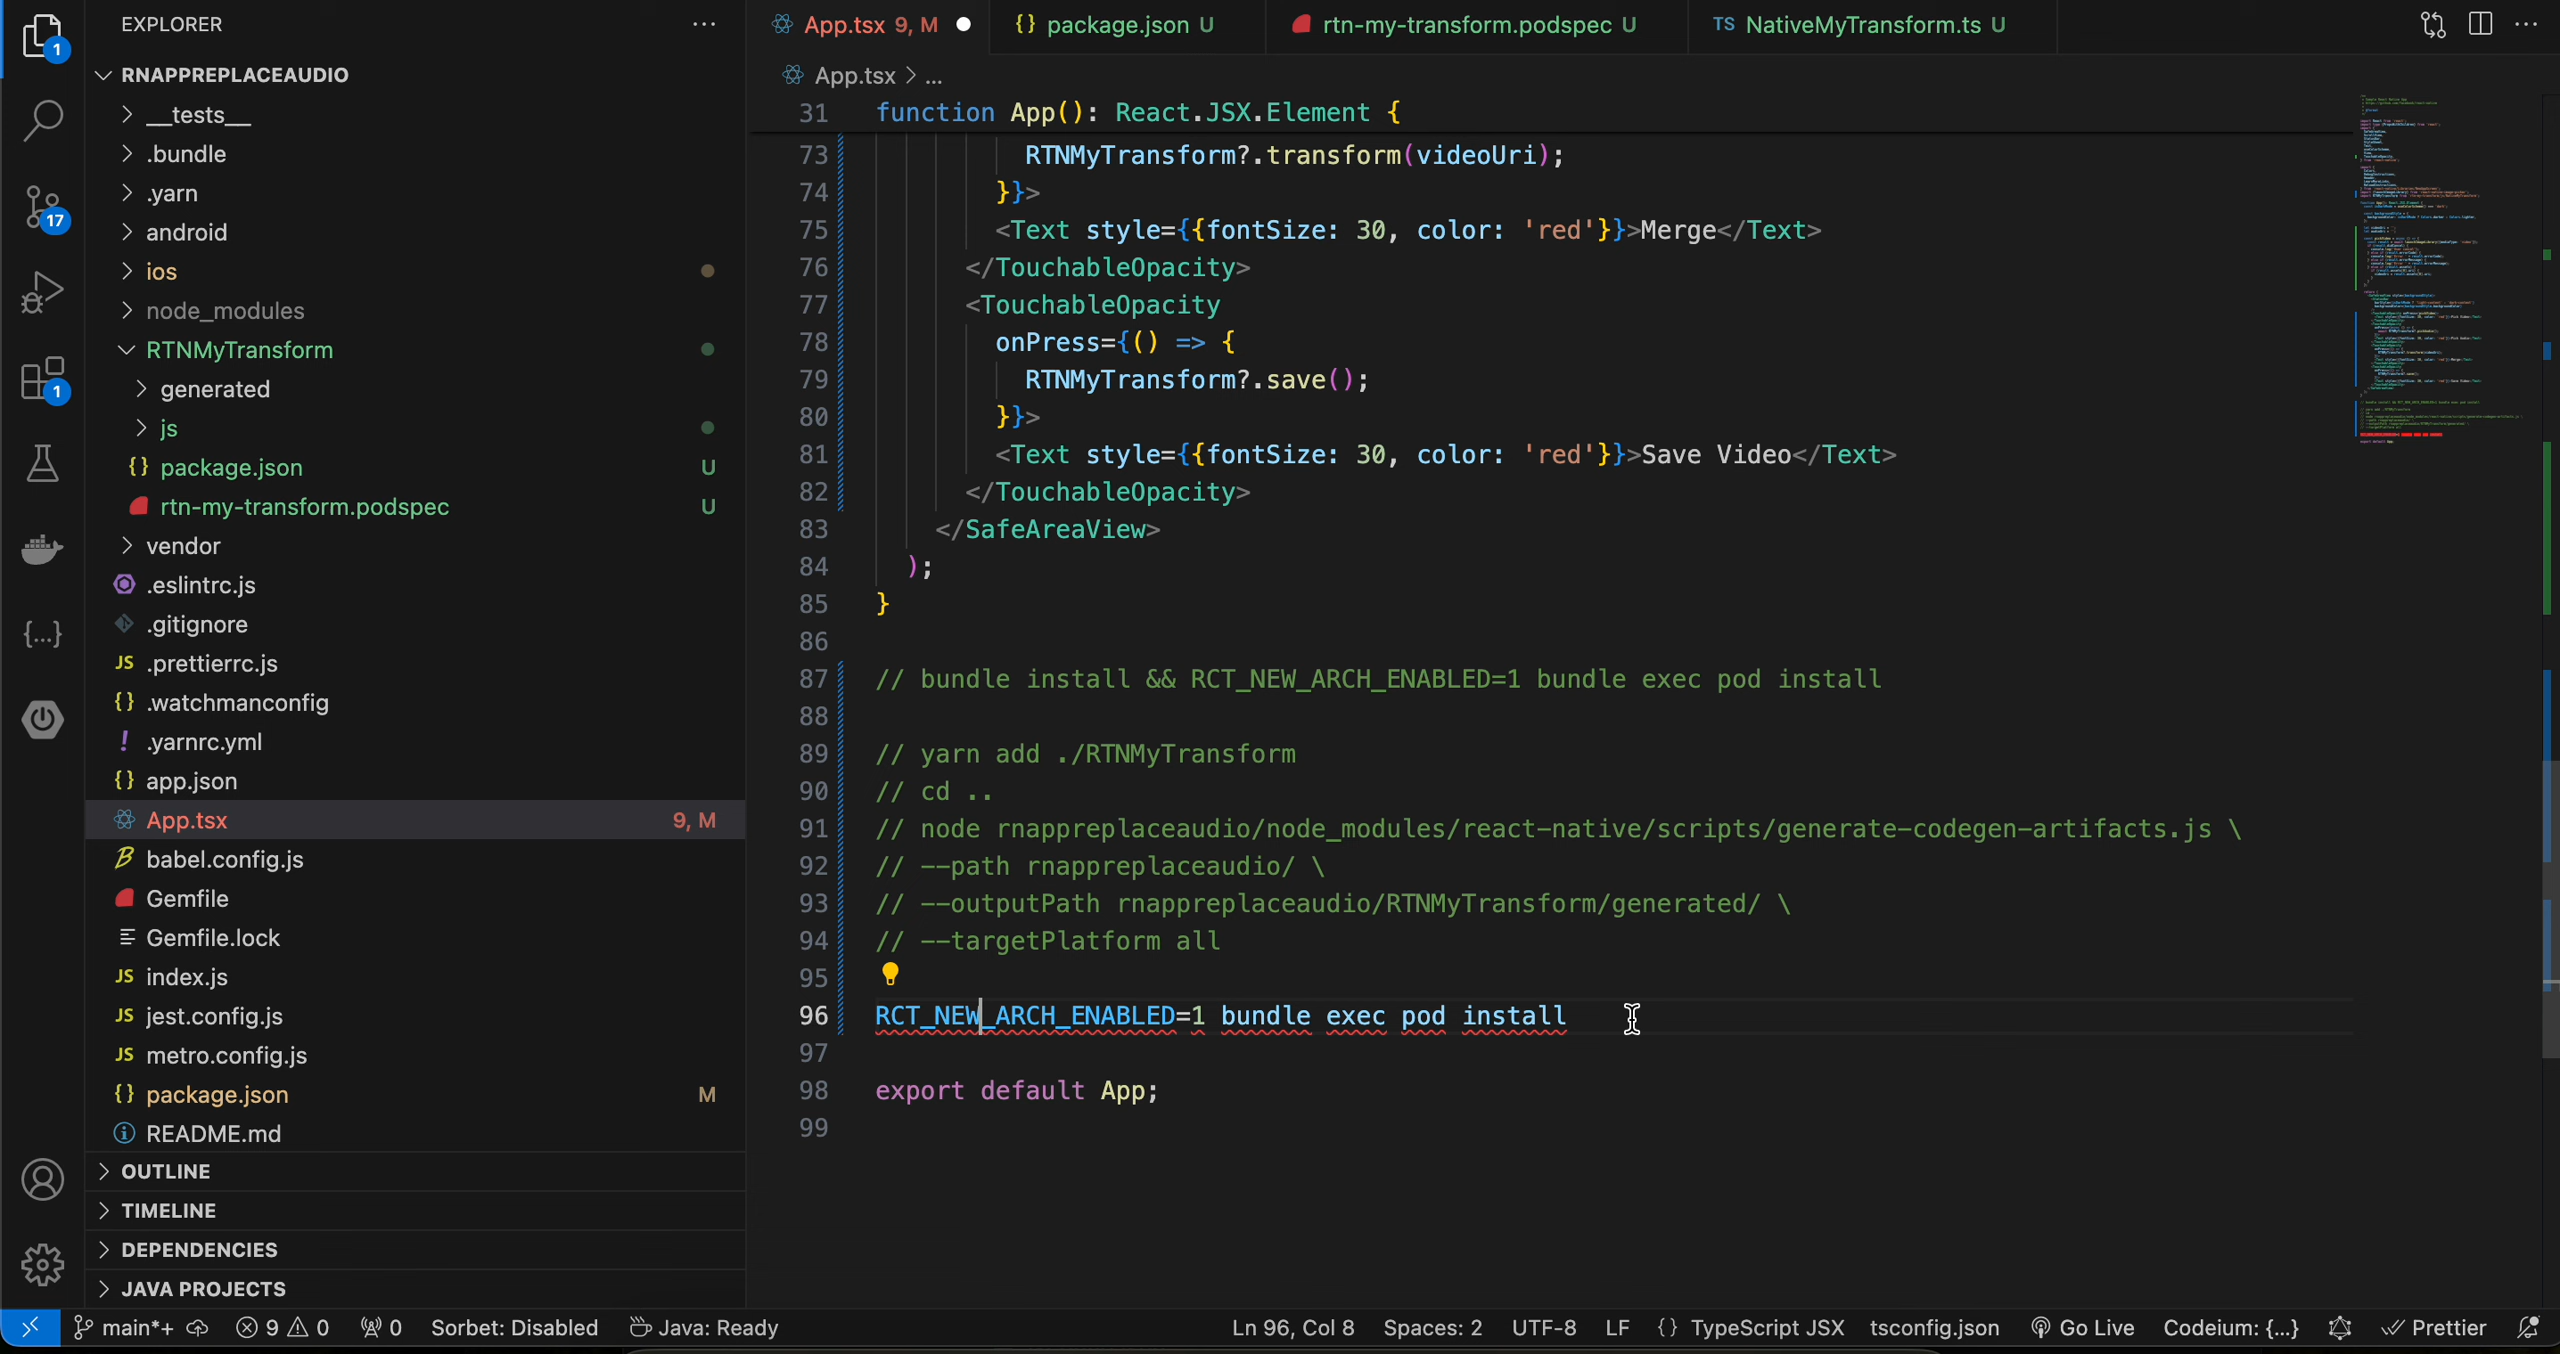 EXPLORER
RNAPPREPLACEAUDIO
__tests__
.bundle
.yarn
android
ios
node_modules
RTNMyTransform
generated
js
{} package.json U
rtn-my-transform.podspec U
vendor
.eslintrc.js
.gitignore
JS .prettierrc.js
{} .watchmanconfig
! .yarnrc.yml
{} app.json
App.tsx 9, M
babel.config.js
Gemfile
Gemfile.lock
JS index.js
JS jest.config.js
JS metro.config.js
{} package.json M
README.md
OUTLINE
TIMELINE
DEPENDENCIES
JAVA PROJECTS
1
17
1
App.tsx 9, M
{} package.json U
rtn-my-transform.podspec U
TS NativeMyTransform.ts U
App.tsx > ...
31 function App(): React.JSX.Element {
73 RTNMyTransform?.transform(videoUri);
74 }}>
75 <Text style={{fontSize: 30, color: 'red'}}>Merge</Text>
76 </TouchableOpacity>
77 <TouchableOpacity
78 onPress={() => {
79 RTNMyTransform?.save();
80 }}>
81 <Text style={{fontSize: 30, color: 'red'}}>Save Video</Text>
82 </TouchableOpacity>
83 </SafeAreaView>
84 );
85 }
86
87 // bundle install && RCT_NEW_ARCH_ENABLED=1 bundle exec pod install
88
89 // yarn add ./RTNMyTransform
90 // cd ..
91 // node rnappreplaceaudio/node_modules/react-native/scripts/generate-codegen-artifacts.js \
92 // --path rnappreplaceaudio/ \
93 // --outputPath rnappreplaceaudio/RTNMyTransform/generated/ \
94 // --targetPlatform all
95
96 RCT_NEW_ARCH_ENABLED=1 bundle exec pod install
97
98 export default App;
99
main*+ 9 0 0 Sorbet: Disabled Java: Ready Ln 96, Col 8 Spaces: 2 UTF-8 LF {} TypeScript JSX tsconfig.json Go Live Codeium: {...} Prettier